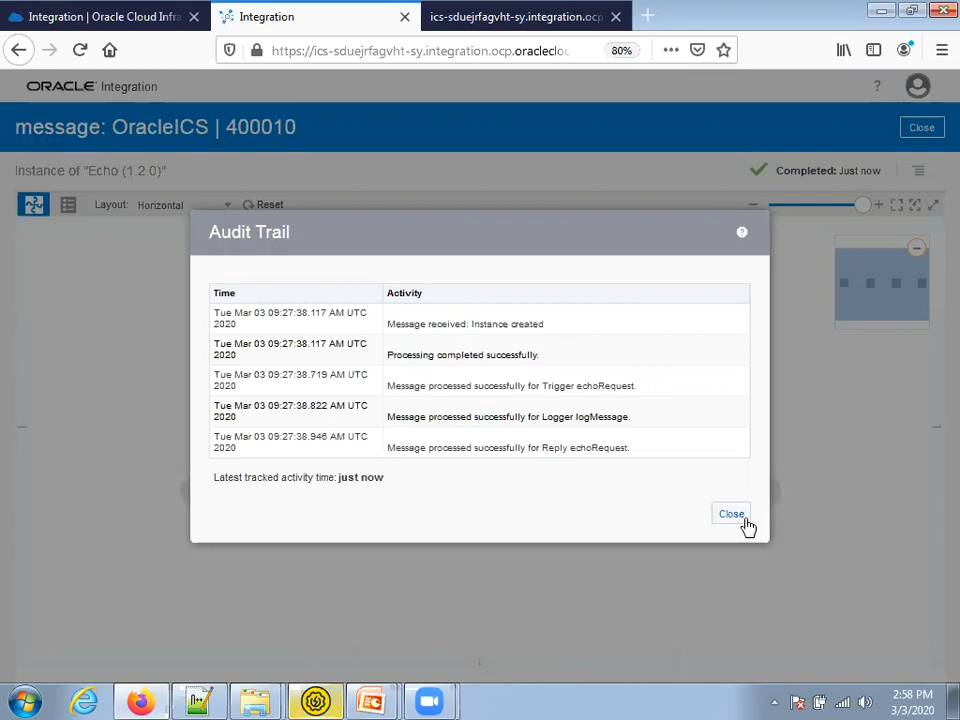 Integration | Oracle Cloud Infra
Integration
ics-sduejrfagvht-sy.integration.ocp
https://ics-sduejrfagvht-sy.integration.ocp.oracleclou
80%
ORACLE Integration
?
message: OracleICS | 400010
Close
Instance of "Echo (1.2.0)"
Completed: Just now
Layout: Horizontal
Reset
Audit Trail
?
Time Activity
Tue Mar 03 09:27:38.117 AM UTC
2020
Message received: Instance created
Tue Mar 03 09:27:38.117 AM UTC
2020
Processing completed successfully.
Tue Mar 03 09:27:38.719 AM UTC
2020
Message processed successfully for Trigger echoRequest.
Tue Mar 03 09:27:38.822 AM UTC
2020
Message processed successfully for Logger logMessage.
Tue Mar 03 09:27:38.946 AM UTC
2020
Message processed successfully for Reply echoRequest.
Latest tracked activity time: just now
Close
2:58 PM
3/3/2020